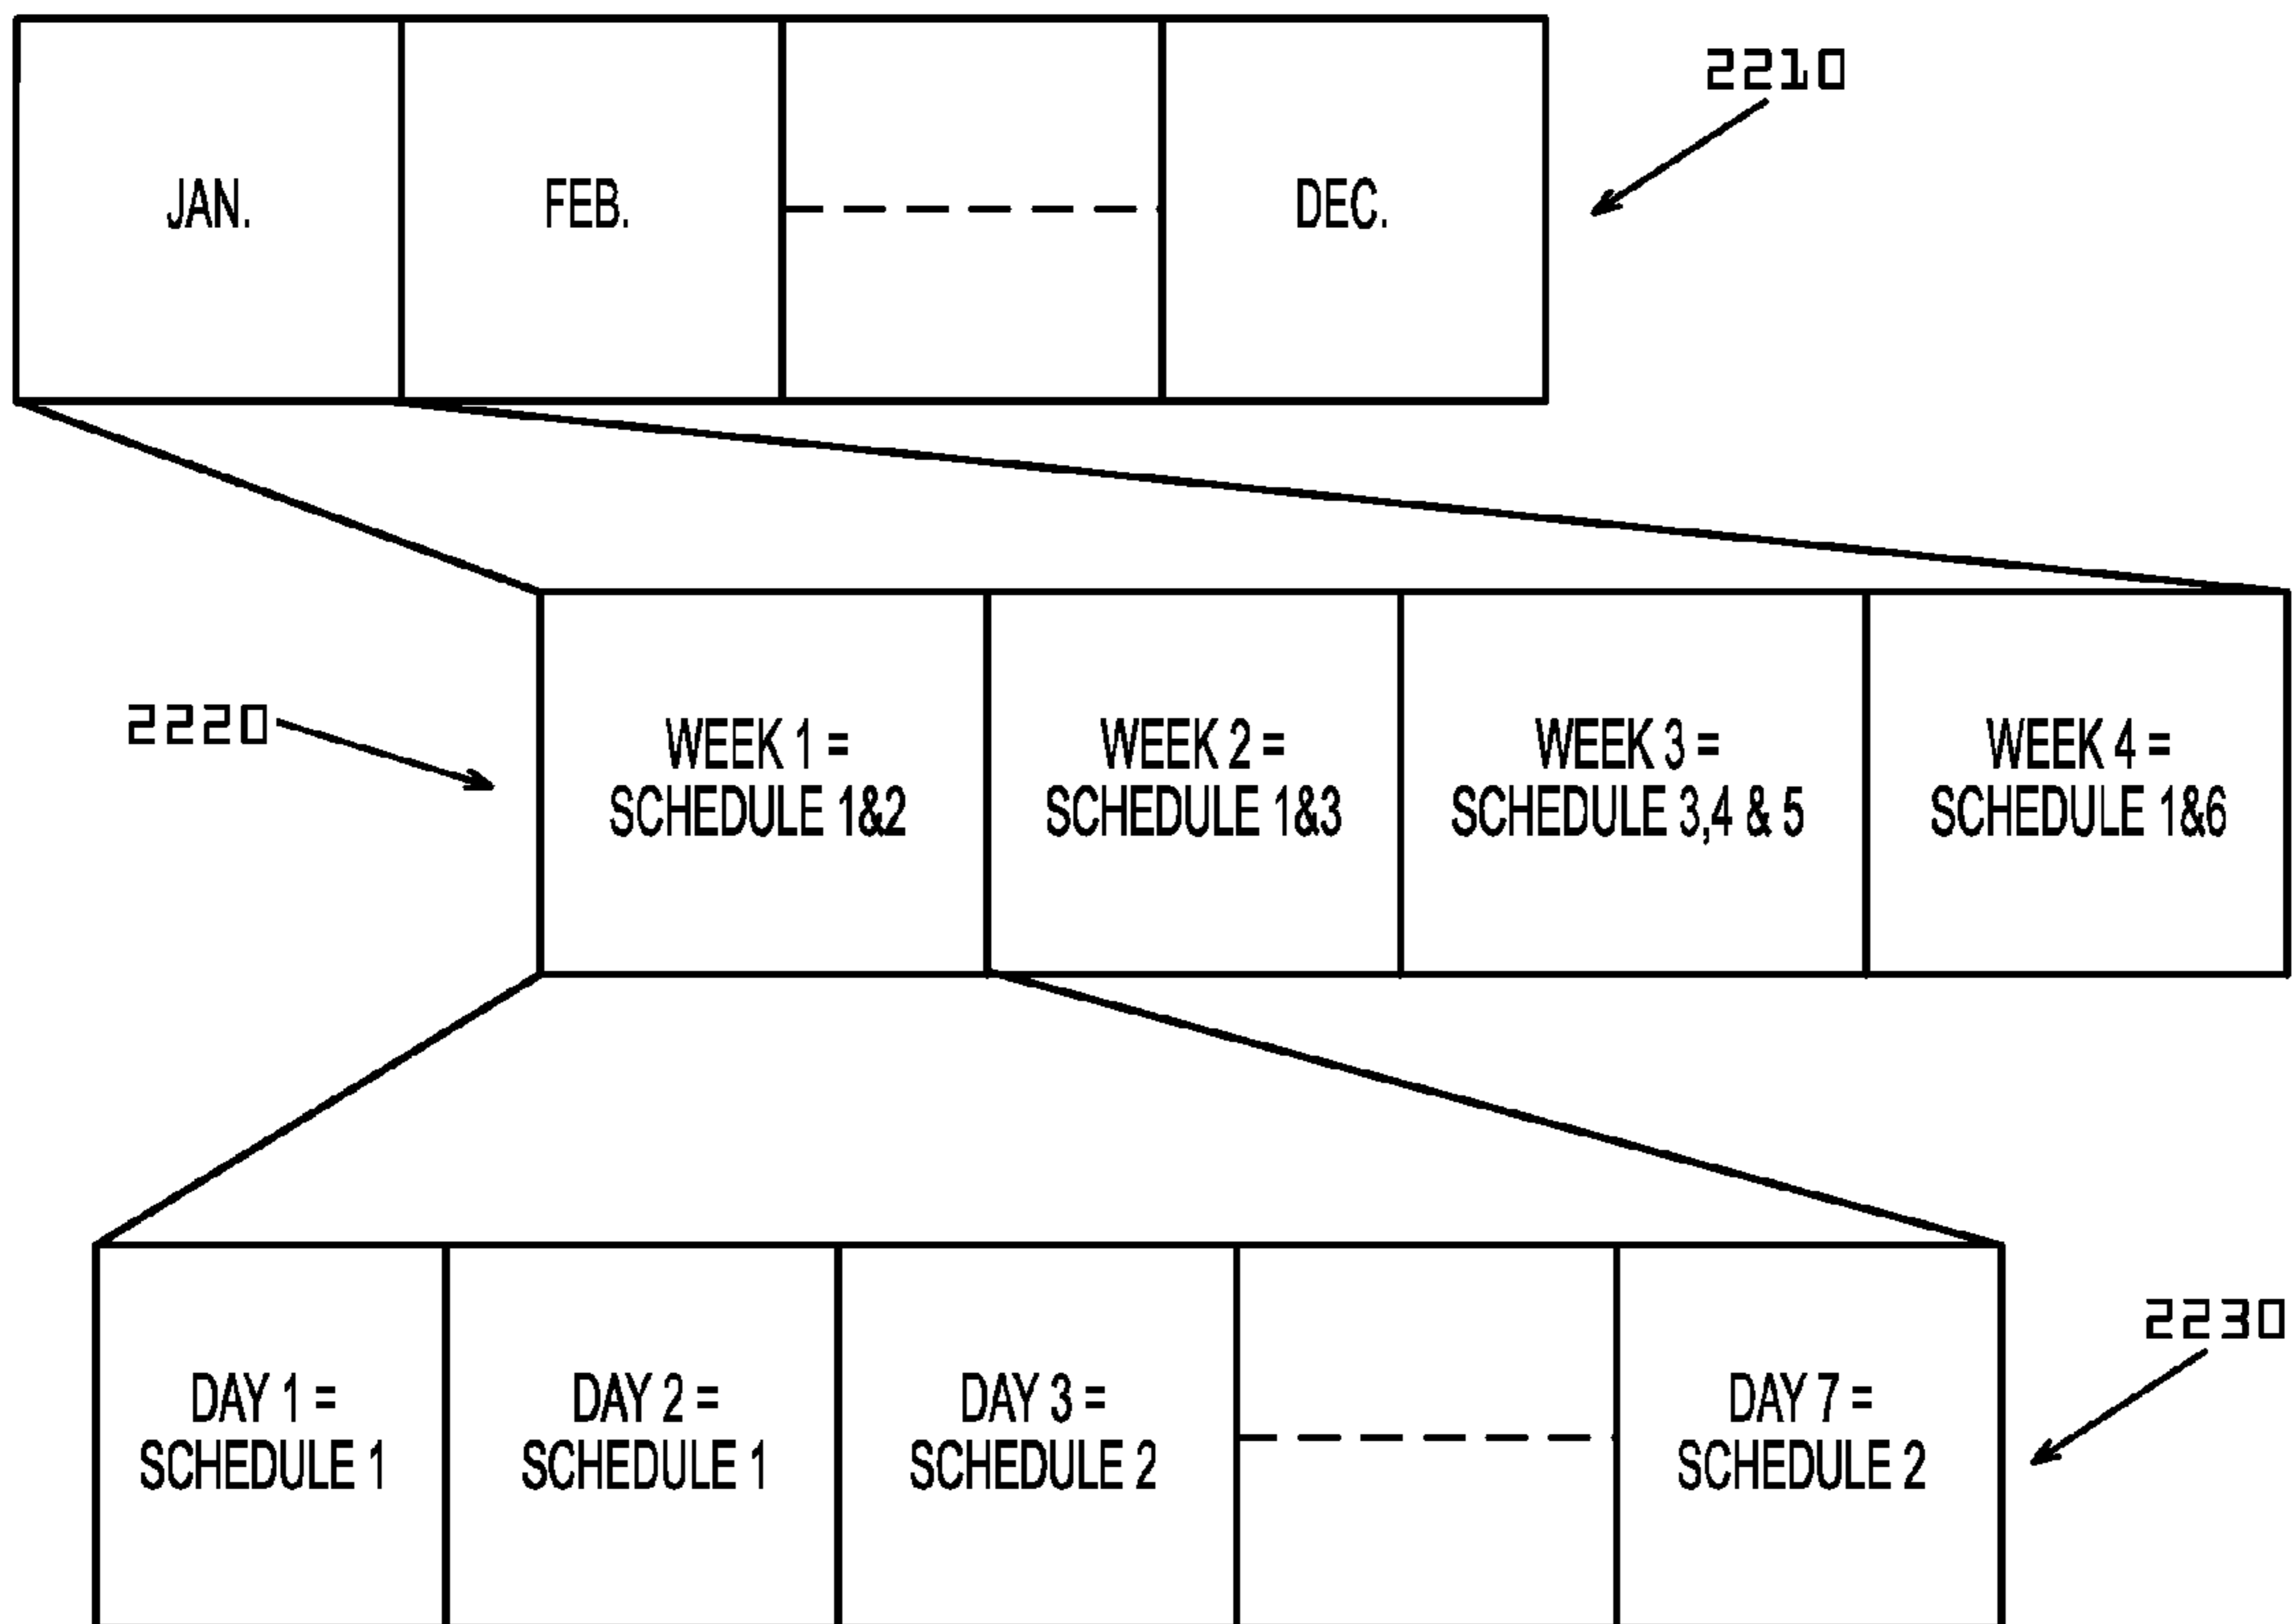 2210
JAN.
FEB.
DEC.
2220
WEEK 1 =
SCHEDULE 1&2
WEEK 2 =
SCHEDULE 1&3
WEEK 3 =
SCHEDULE 3,4 & 5
WEEK 4 =
SCHEDULE 1&6
2230
DAY 1 =
SCHEDULE 1
DAY 2 =
SCHEDULE 1
DAY 3 =
SCHEDULE 2
DAY 7 =
SCHEDULE 2